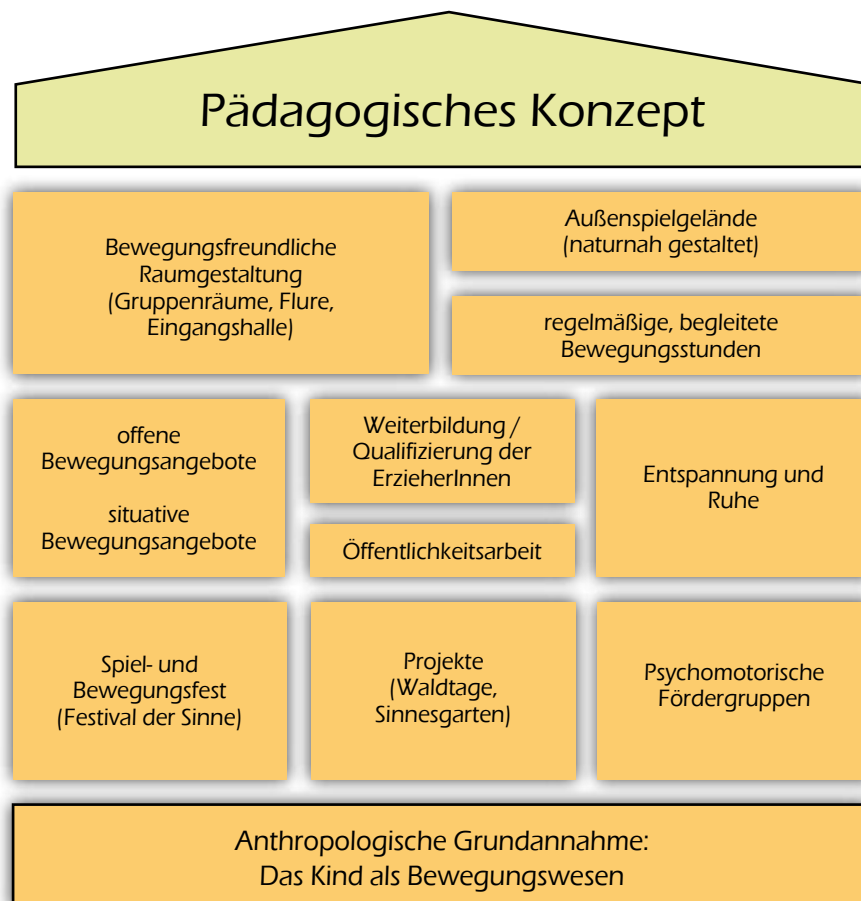 Pädagogisches Konzept
Bewegungsfreundliche
Raumgestaltung
(Gruppenräume, Flure,
Eingangshalle)
Außenspielgelände
(naturnah gestaltet)
regelmäßige, begleitete
Bewegungsstunden
offene
Bewegungsangebote
situative
Bewegungsangebote
Weiterbildung /
Qualifizierung der
ErzieherInnen
Öffentlichkeitsarbeit
Entspannung und
Ruhe
Spiel- und
Bewegungsfest
(Festival der Sinne)
Projekte
(Waldtage,
Sinnesgarten)
Psychomotorische
Fördergruppen
Anthropologische Grundannahme:
Das Kind als Bewegungswesen